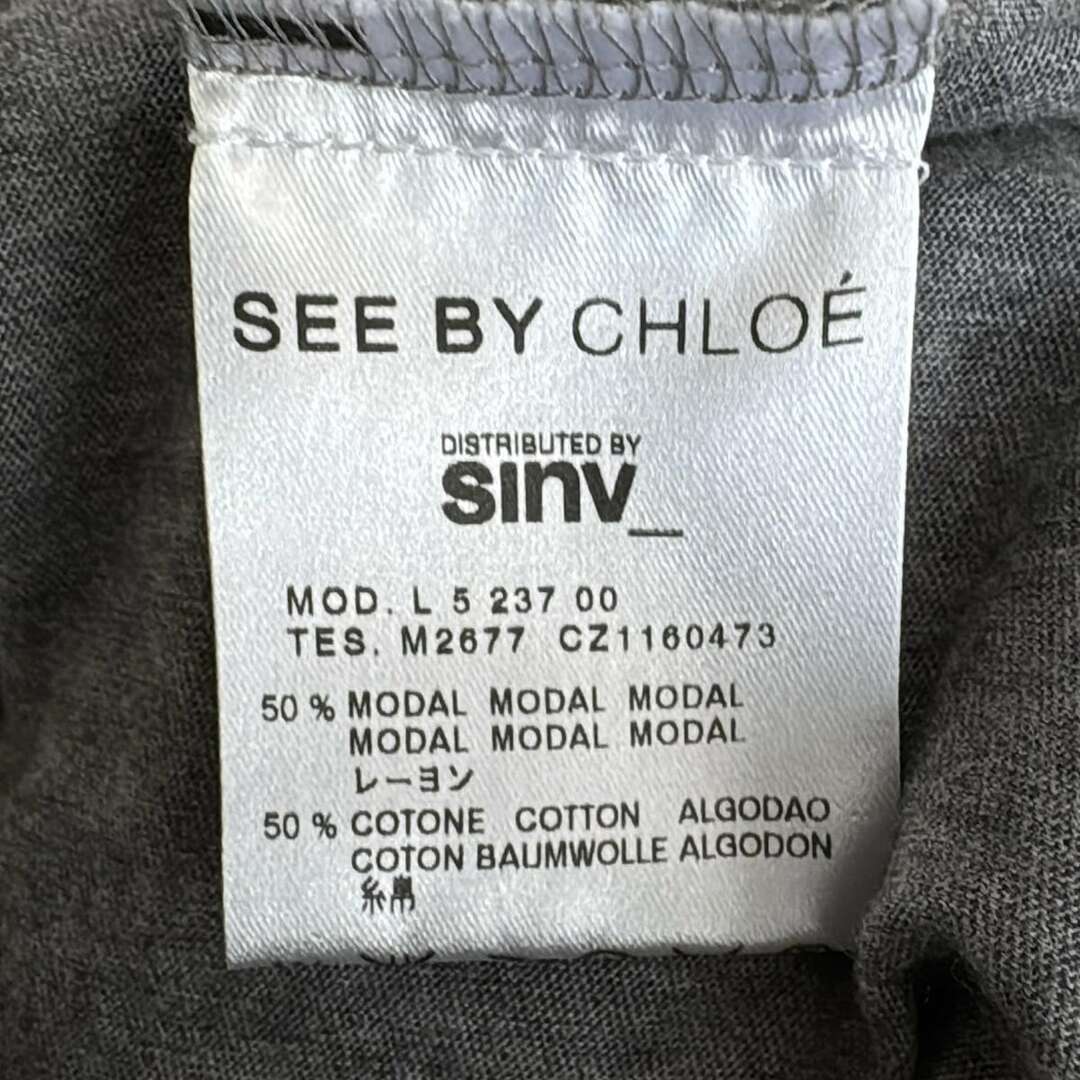 SEE BY CHLOÉ
DISTRIBUTED BY
sinv_
MOD. L 5 237 00
TES. M2677 CZ1160473
50 % MODAL MODAL MODAL
MODAL MODAL MODAL
レーヨン
50 % COTONE COTTON ALGODAO
COTON BAUMWOLLE ALGODON